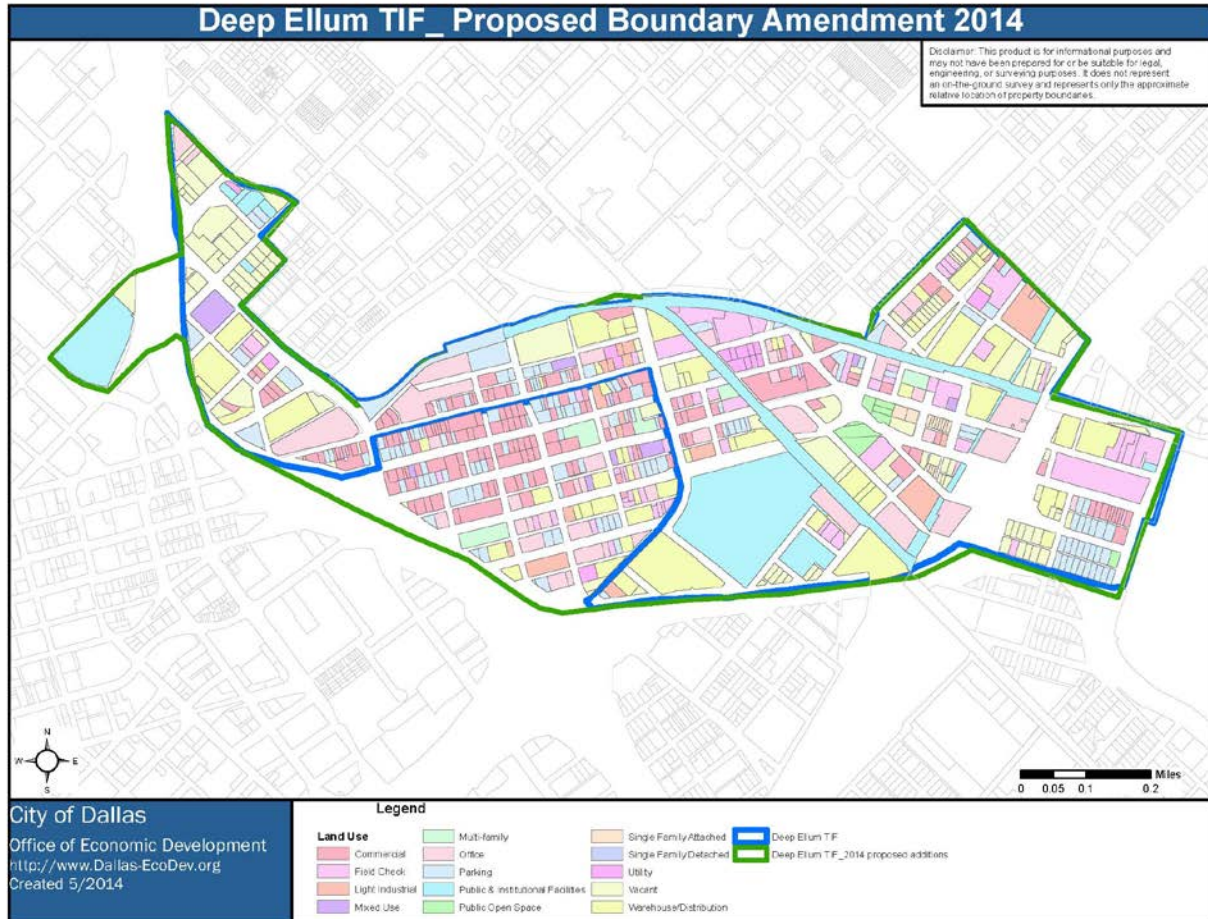 Deep Ellum TIF_ Proposed Boundary Amendment 2014
Disclaimer: This product is for informational purposes and
may not have been prepared for or be suitable for legal,
engineering, or surveying purposes. It does not represent
an on-the-ground survey and represents only the approximate
relative location of property boundaries.
N
W E
S
Miles
0 0.05 0.1 0.2
City of Dallas
Office of Economic Development
http://www.Dallas-EcoDev.org
Created 5/2014
Legend
Land Use
Commercial
Field Check
Light Industrial
Mixed Use
Multi-family
Office
Parking
Public & Institutional Facilities
Public Open Space
Single Family Attached
Single Family Detached
Utility
Vacant
Warehouse/Distribution
Deep Ellum TIF
Deep Ellum TIF_2014 proposed additions